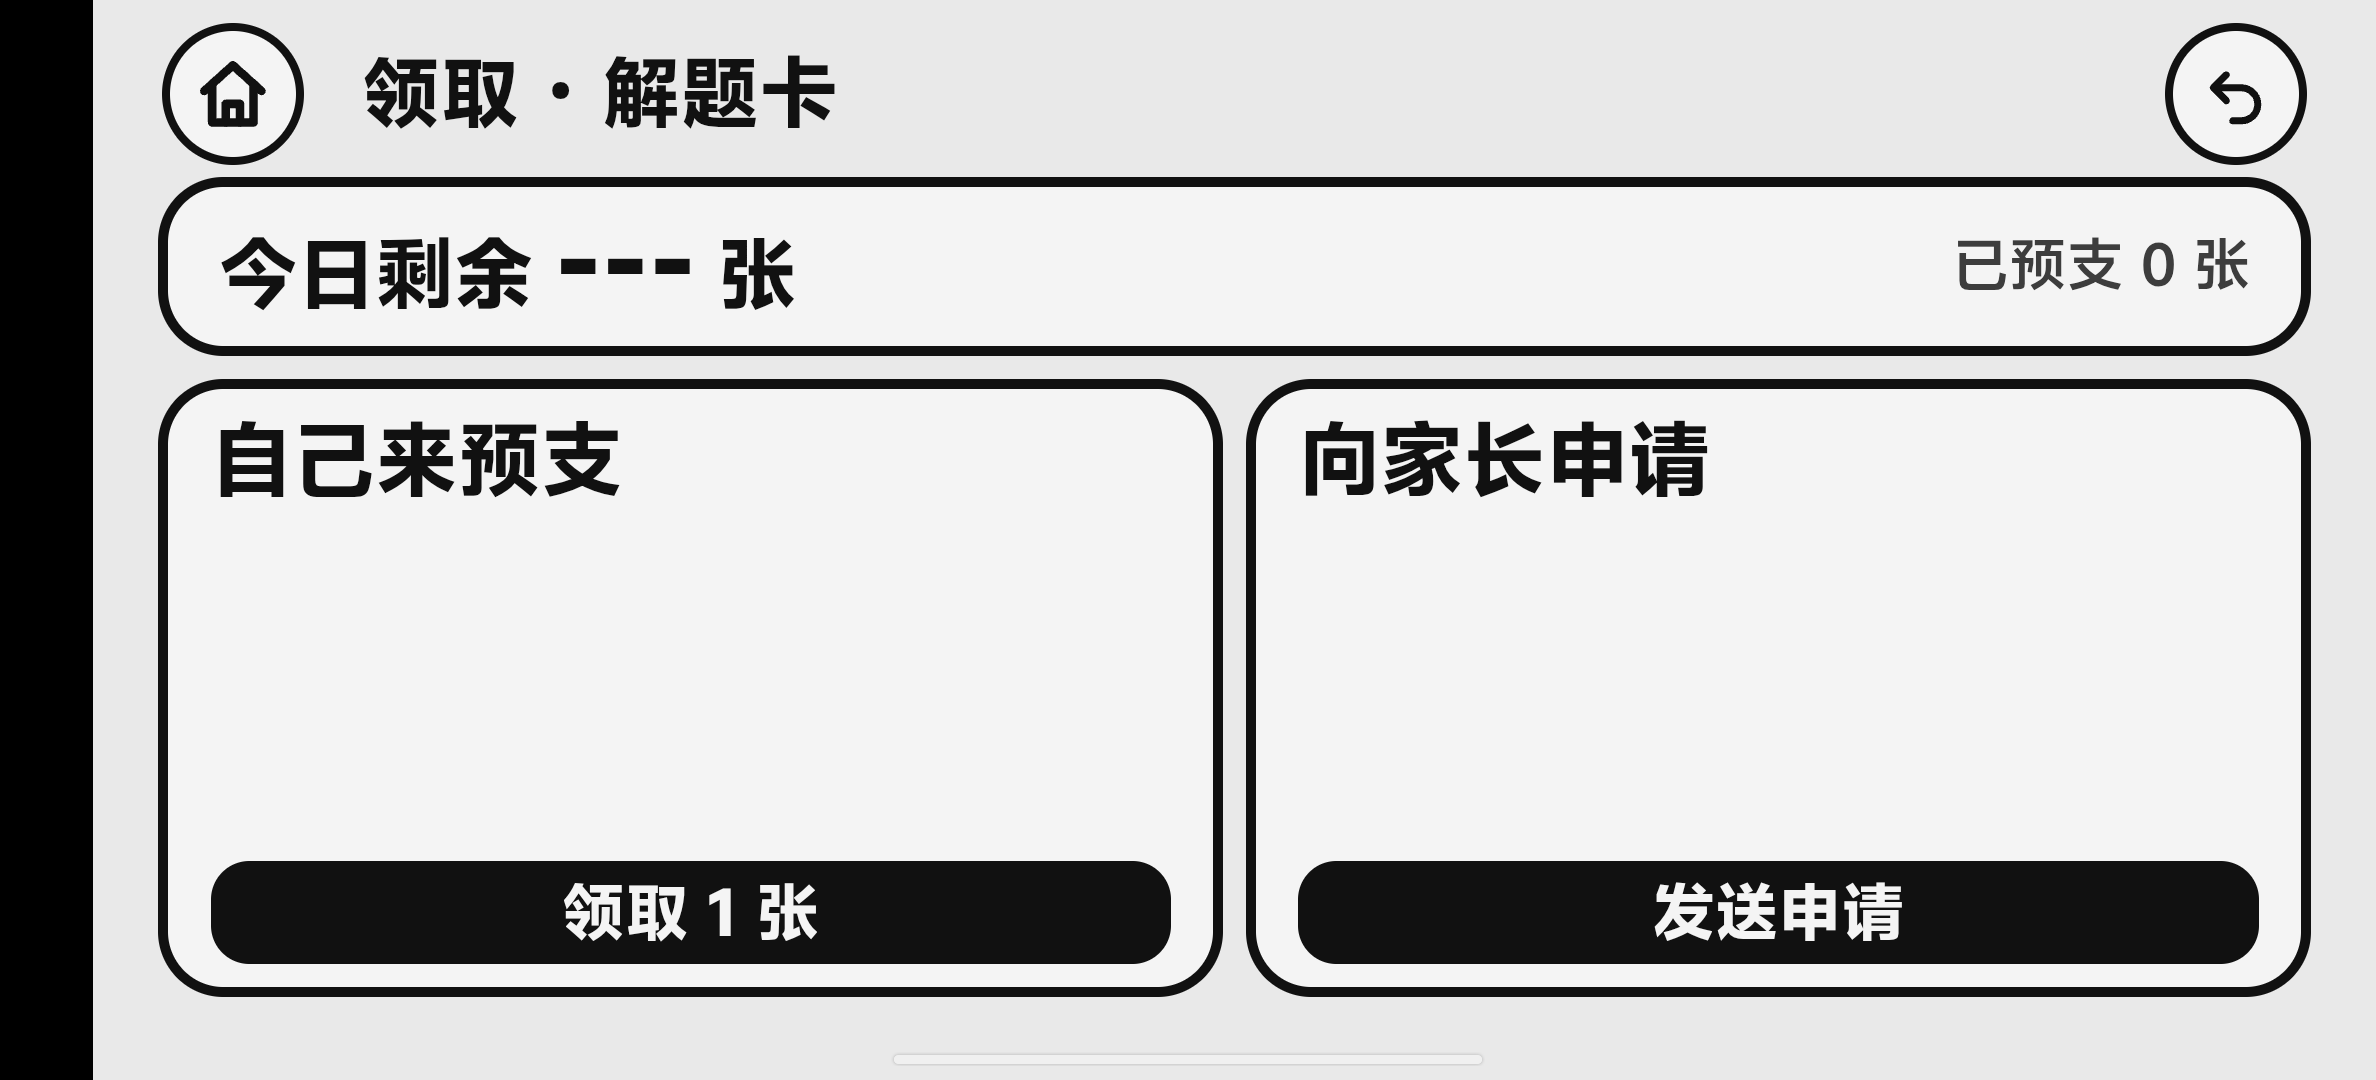 领取 · 解题卡
今日剩余 --- 张
已预支 0 张
自己来预支
向家长申请
领取 1 张
发送申请